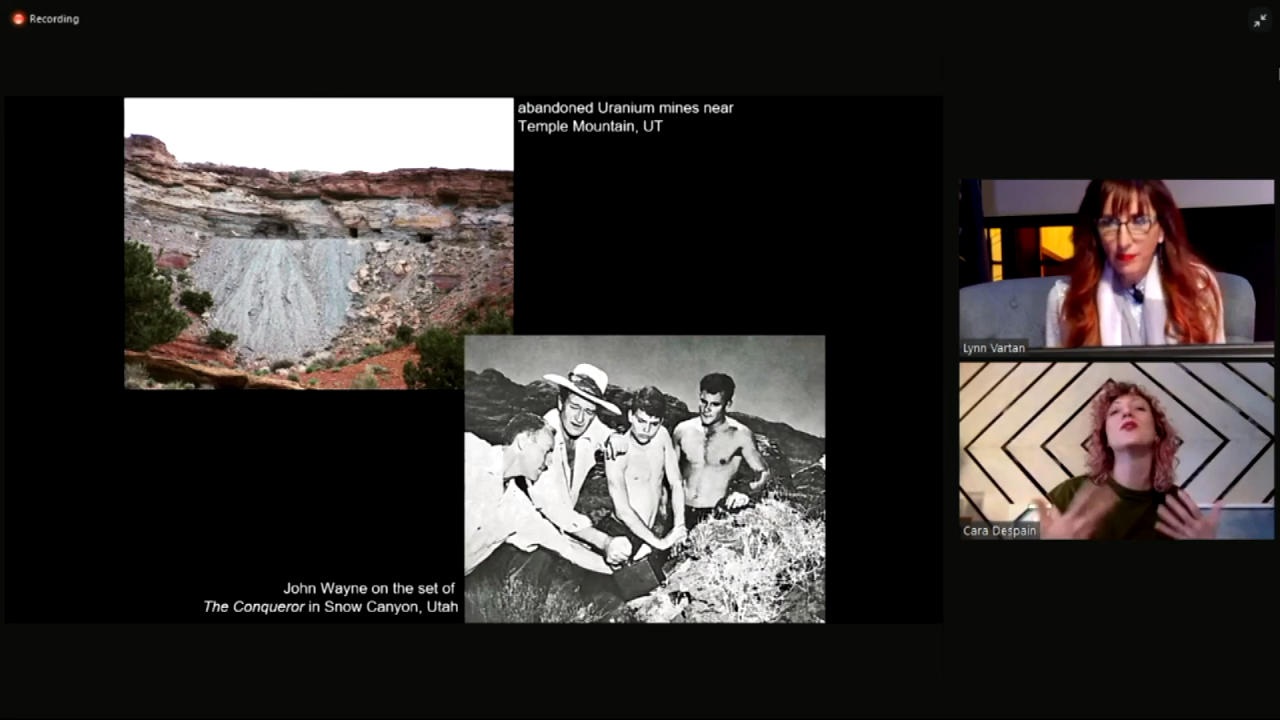 Recording
abandoned Uranium mines near
Temple Mountain, UT
Lynn Vartan
Cara Despain
John Wayne on the set of
The Conqueror in Snow Canyon, Utah